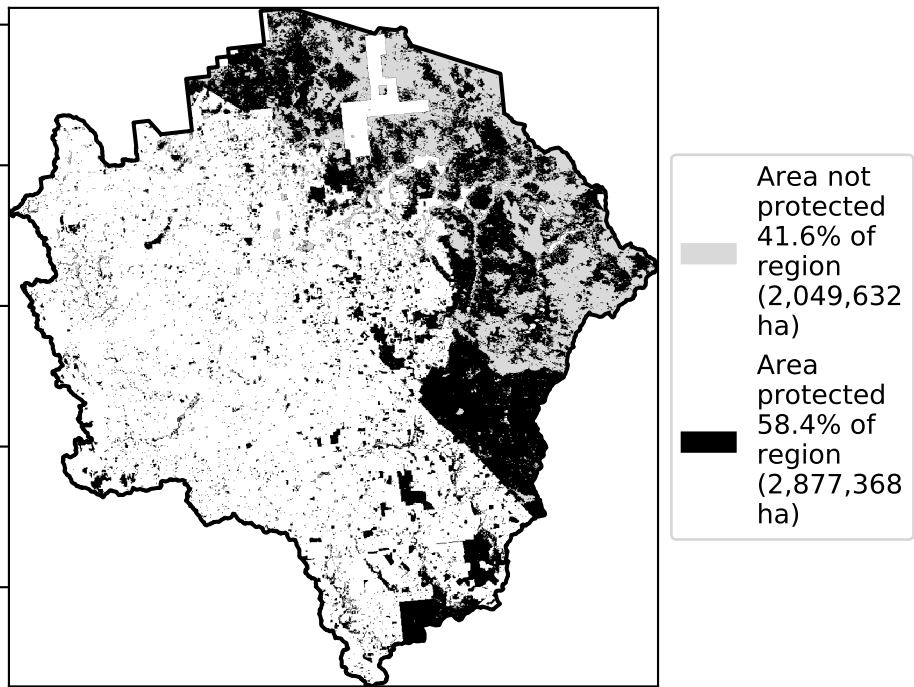 Area not
protected
41.6% of
region
(2,049,632
ha)
Area
protected
58.4% of
region
(2,877,368
ha)